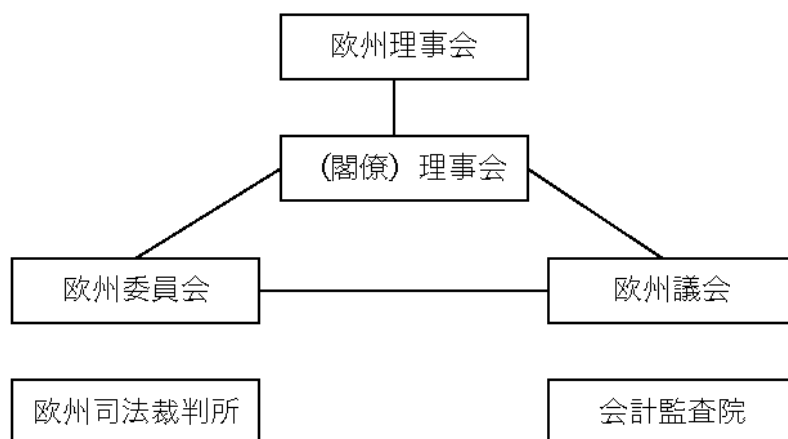 欧州理事会
（閣僚）理事会
欧州委員会
欧州議会
欧州司法裁判所
会計監査院